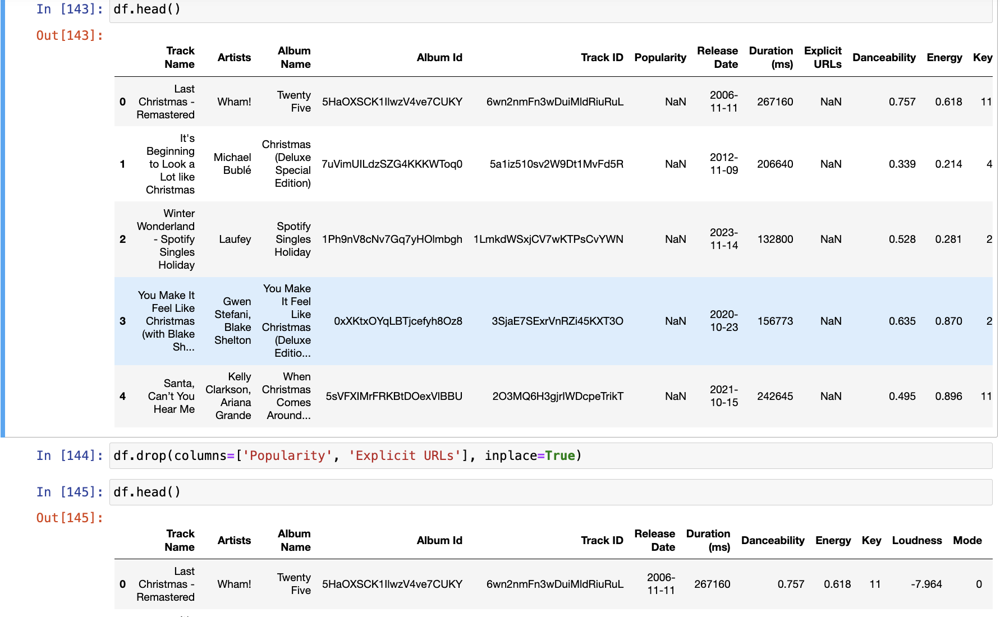 In [143]: df.head()
Out[143]:
Track Name Artists Album Name Album Id Track ID Popularity Release Date Duration (ms) Explicit URLs Danceability Energy Key
0 Last Christmas - Remastered Wham! Twenty Five 5HaOXSCK1IlwzV4ve7CUKY 6wn2nmFn3wDuiMldRiuRuL NaN 2006-11-11 267160 NaN 0.757 0.618 11
1 It's Beginning to Look a Lot like Christmas Michael Bublé Christmas (Deluxe Special Edition) 7uVimUILdzSZG4KKKWToq0 5a1iz510sv2W9Dt1MvFd5R NaN 2012-11-09 206640 NaN 0.339 0.214 4
2 Winter Wonderland - Spotify Singles Holiday Laufey Spotify Singles Holiday 1Ph9nV8cNv7Gq7yHOlmbgh 1LmkdWSxjCV7wKTPsCvYWN NaN 2023-11-14 132800 NaN 0.528 0.281 2
3 You Make It Feel Like Christmas (with Blake Sh... Gwen Stefani, Blake Shelton You Make It Feel Like Christmas (Deluxe Editio... 0xXKtxOYqLBTjcefyh8Oz8 3SjaE7SExrVnRZi45KXT3O NaN 2020-10-23 156773 NaN 0.635 0.870 2
4 Santa, Can’t You Hear Me Kelly Clarkson, Ariana Grande When Christmas Comes Around... 5sVFXIMrFRKBtDOexVlBBU 2O3MQ6H3gjrlWDcpeTrikT NaN 2021-10-15 242645 NaN 0.495 0.896 11
In [144]: df.drop(columns=['Popularity', 'Explicit URLs'], inplace=True)
In [145]: df.head()
Out[145]:
Track Name Artists Album Name Album Id Track ID Release Date Duration (ms) Danceability Energy Key Loudness Mode
0 Last Christmas - Remastered Wham! Twenty Five 5HaOXSCK1IlwzV4ve7CUKY 6wn2nmFn3wDuiMldRiuRuL 2006-11-11 267160 0.757 0.618 11 -7.964 0